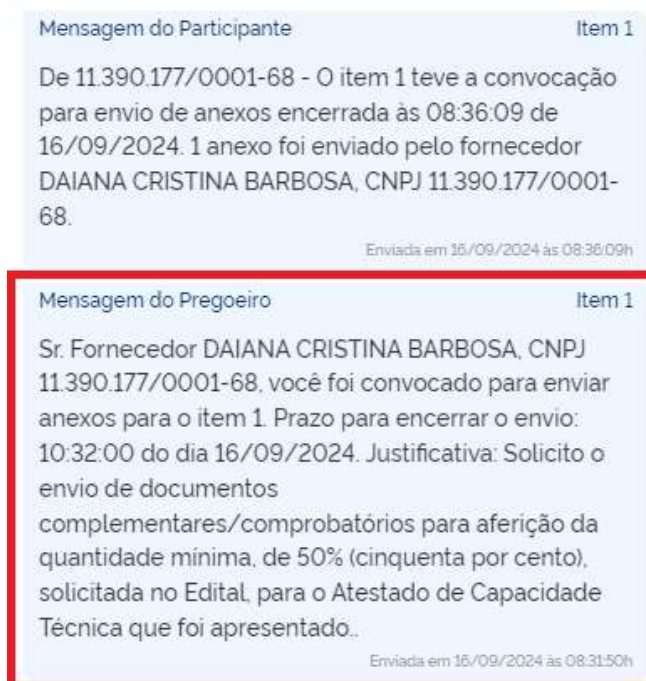 Mensagem do Participante Item 1
De 11.390.177/0001-68 - O item 1 teve a convocação
para envio de anexos encerrada às 08:36:09 de
16/09/2024. 1 anexo foi enviado pelo fornecedor
DAIANA CRISTINA BARBOSA, CNPJ 11.390.177/0001-
68.
Enviada em 16/09/2024 às 08:36:09h
Mensagem do Pregoeiro Item 1
Sr. Fornecedor DAIANA CRISTINA BARBOSA, CNPJ
11.390.177/0001-68, você foi convocado para enviar
anexos para o item 1. Prazo para encerrar o envio:
10:32:00 do dia 16/09/2024. Justificativa: Solicito o
envio de documentos
complementares/comprobatórios para aferição da
quantidade mínima, de 50% (cinquenta por cento),
solicitada no Edital, para o Atestado de Capacidade
Técnica que foi apresentado..
Enviada em 16/09/2024 às 08:31:50h